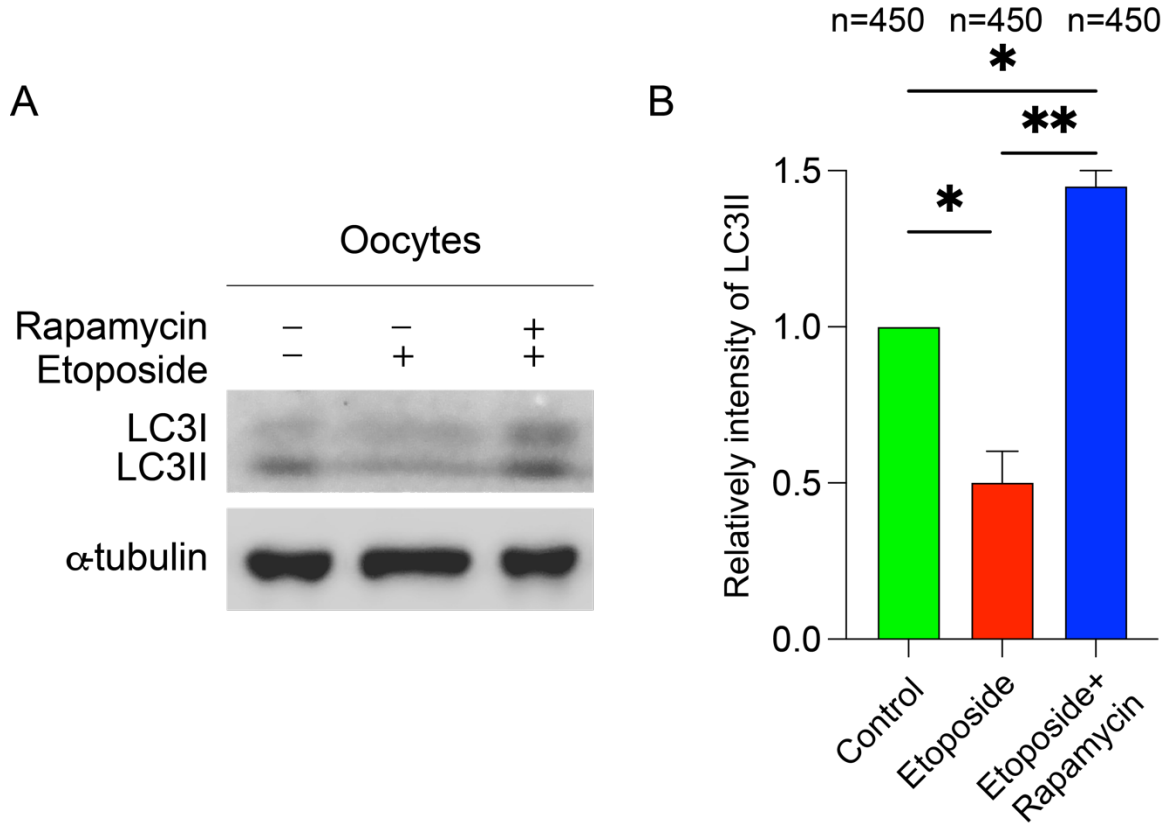 A
Oocytes
Rapamycin − − +
Etoposide − + +
LC3I
LC3II
α-tubulin
B
n=450 n=450 n=450
*
**
*
Relatively intensity of LC3II
1.5
1.0
0.5
0.0
Control
Etoposide
Etoposide+
Rapamycin